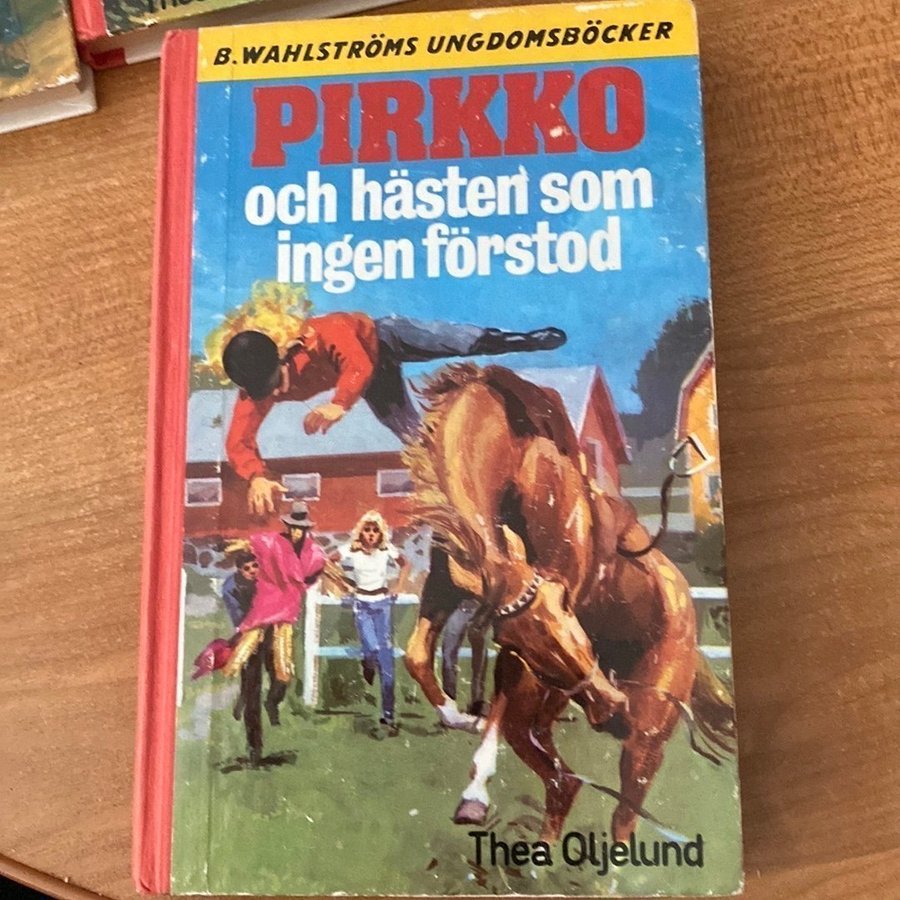 B.WAHLSTRÖMS UNGDOMSBÖCKER
PIRKKO
och hästen som
ingen förstod
Thea Oljelund